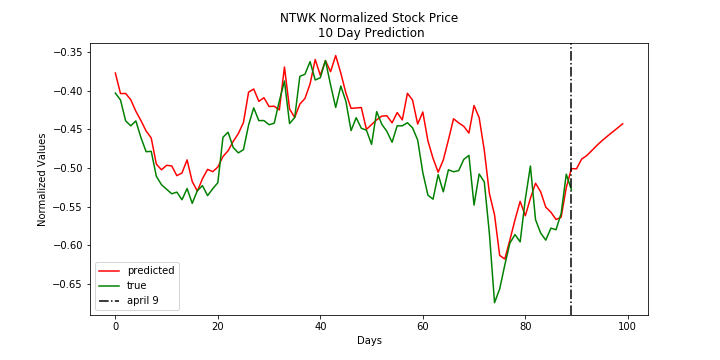 NTWK Normalized Stock Price
10 Day Prediction
−0.35
−0.40
−0.45
−0.50
−0.55
−0.60
−0.65
Normalized Values
predicted
true
april 9
0
20
40
60
80
100
Days